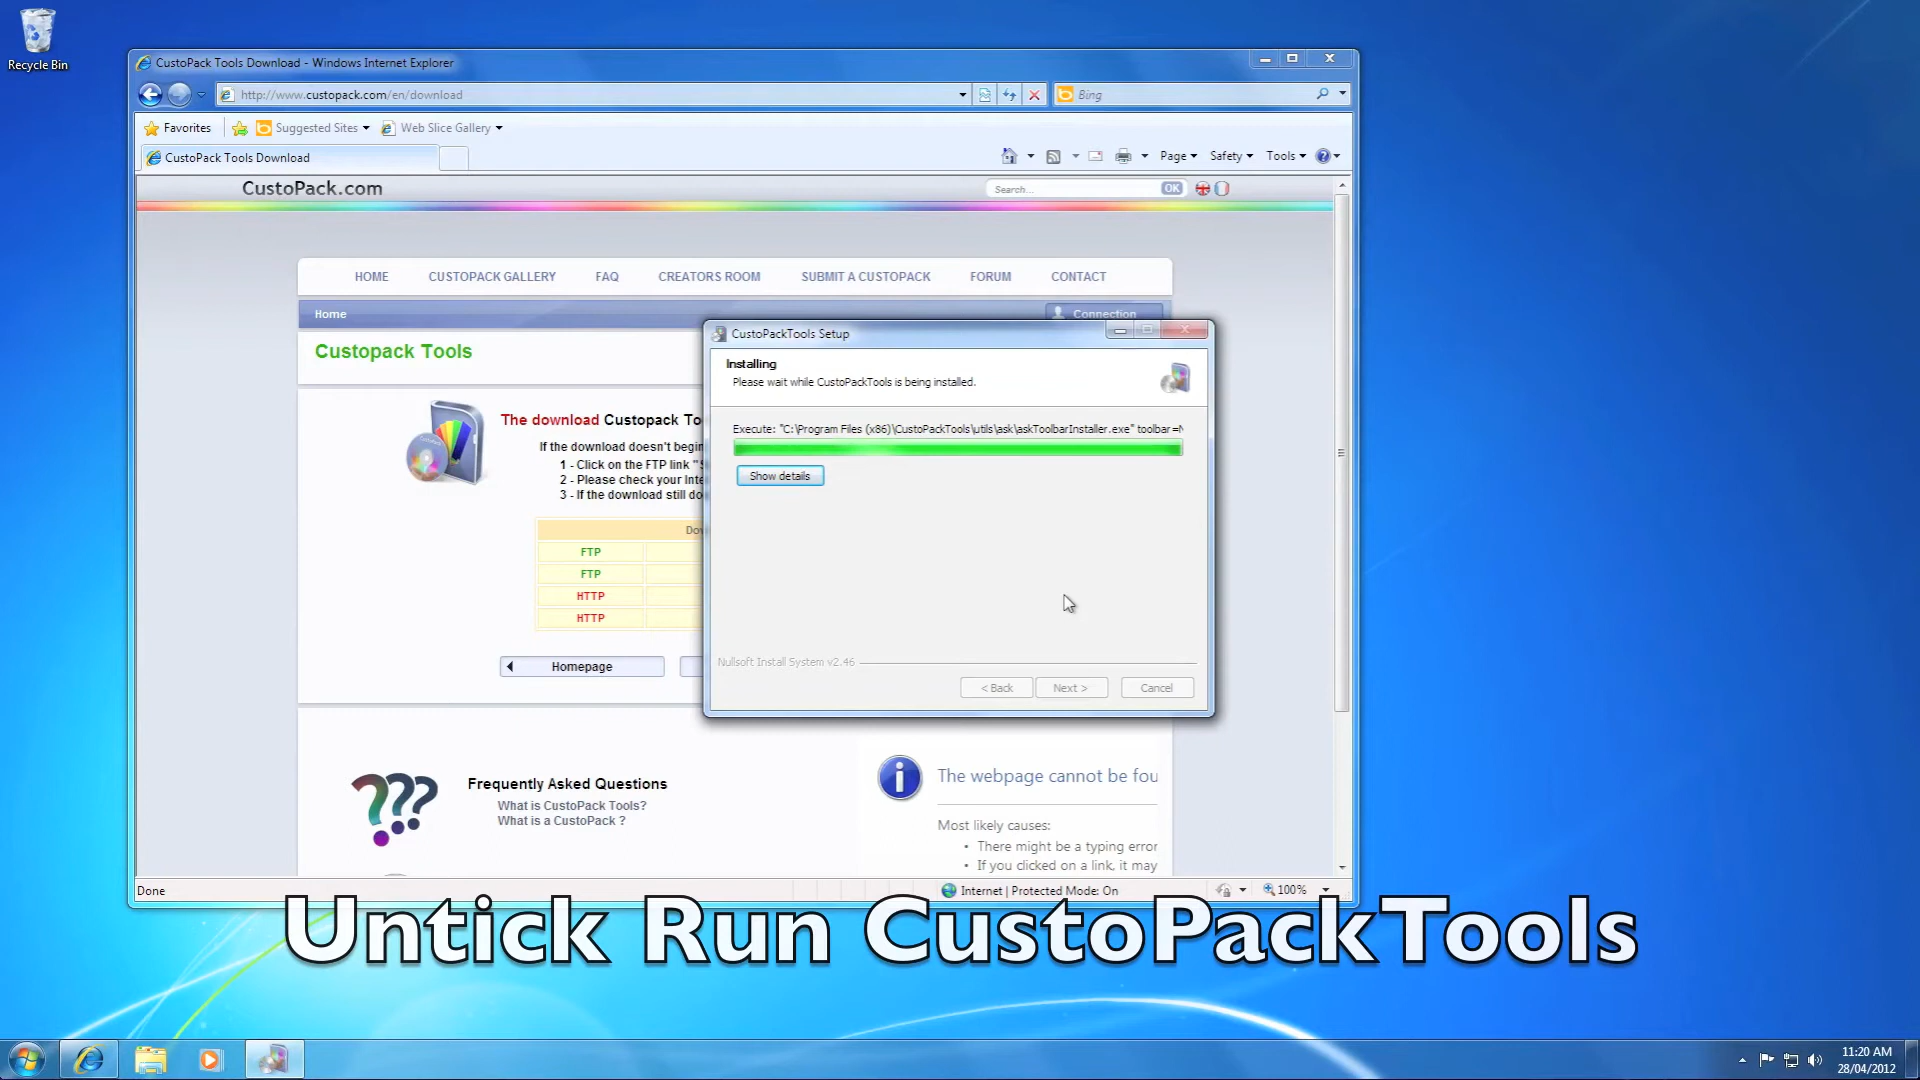 Recycle Bin
CustoPack Tools Download - Windows Internet Explorer
http://www.custopack.com/en/download
Bing
Favorites
Suggested Sites
Web Slice Gallery
CustoPack Tools Download
Page
Safety
Tools
CustoPack.com
Search...
OK
HOME
CUSTOPACK GALLERY
FAQ
CREATORS ROOM
SUBMIT A CUSTOPACK
FORUM
CONTACT
Home
Connection
Custopack Tools
The download Custopack To
If the download doesn't begin
1 - Click on the FTP link "
2 - Please check your Inte
3 - If the download still do
Dow
FTP
FTP
HTTP
HTTP
Homepage
CustoPackTools Setup
Installing
Please wait while CustoPackTools is being installed.
Execute: "C:\Program Files (x86)\CustoPackTools\utils\ask\askToolbarInstaller.exe" toolbar=
Show details
Nullsoft Install System v2.46
< Back
Next >
Cancel
Frequently Asked Questions
What is CustoPack Tools?
What is a CustoPack ?
The webpage cannot be fou
Most likely causes:
• There might be a typing error
• If you clicked on a link, it may
Done
Internet | Protected Mode: On
100%
Untick Run CustoPackTools
11:20 AM
28/04/2012